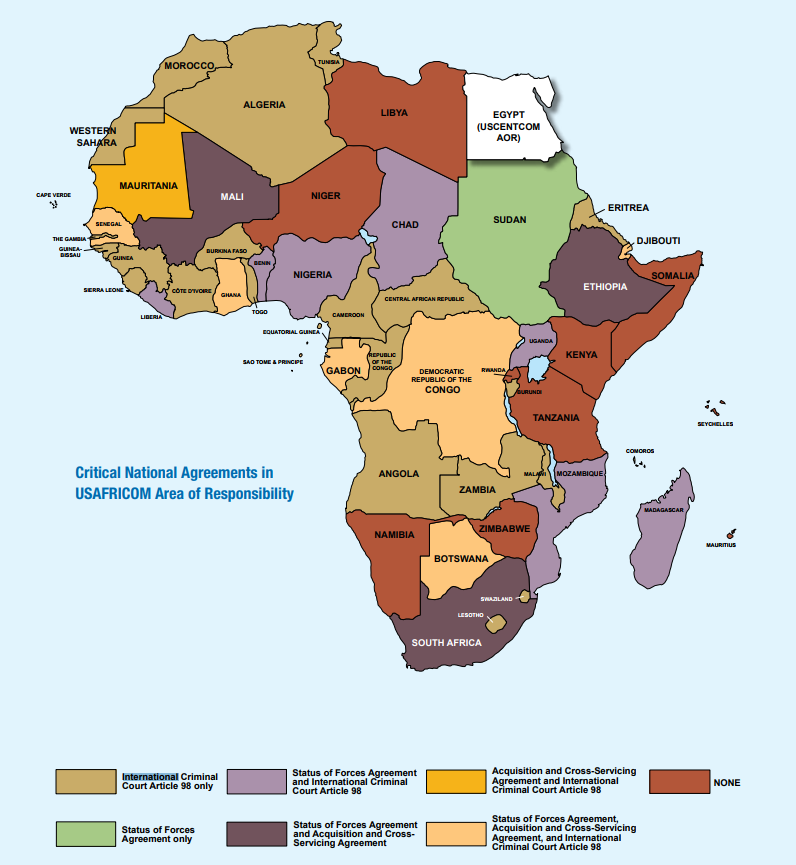 MOROCCO
TUNISIA
ALGERIA
LIBYA
EGYPT
(USCENTCOM
AOR)
WESTERN
SAHARA
MAURITANIA
MALI
NIGER
CAPE VERDE
SENEGAL
CHAD
SUDAN
ERITREA
THE GAMBIA
GUINEA-
BISSAU
GUINEA
BURKINA FASO
BENIN
NIGERIA
DJIBOUTI
ETHIOPIA
SOMALIA
SIERRA LEONE
CÔTE D'IVOIRE
GHANA
TOGO
LIBERIA
CENTRAL AFRICAN REPUBLIC
CAMEROON
EQUATORIAL GUINEA
UGANDA
KENYA
SAO TOME & PRINCIPE
GABON
REPUBLIC
OF THE
CONGO
DEMOCRATIC
REPUBLIC OF THE
CONGO
RWANDA
BURUNDI
TANZANIA
SEYCHELLES
COMOROS
Critical National Agreements in
USAFRICOM Area of Responsibility
ANGOLA
ZAMBIA
MALAWI
MOZAMBIQUE
MADAGASCAR
MAURITIUS
NAMIBIA
ZIMBABWE
BOTSWANA
SWAZILAND
LESOTHO
SOUTH AFRICA
International Criminal
Court Article 98 only
Status of Forces Agreement
and International Criminal
Court Article 98
Acquisition and Cross-Servicing
Agreement and International
Criminal Court Article 98
NONE
Status of Forces
Agreement only
Status of Forces Agreement
and Acquisition and Cross-
Servicing Agreement
Status of Forces Agreement,
Acquisition and Cross-Servicing
Agreement, and International
Criminal Court Article 98